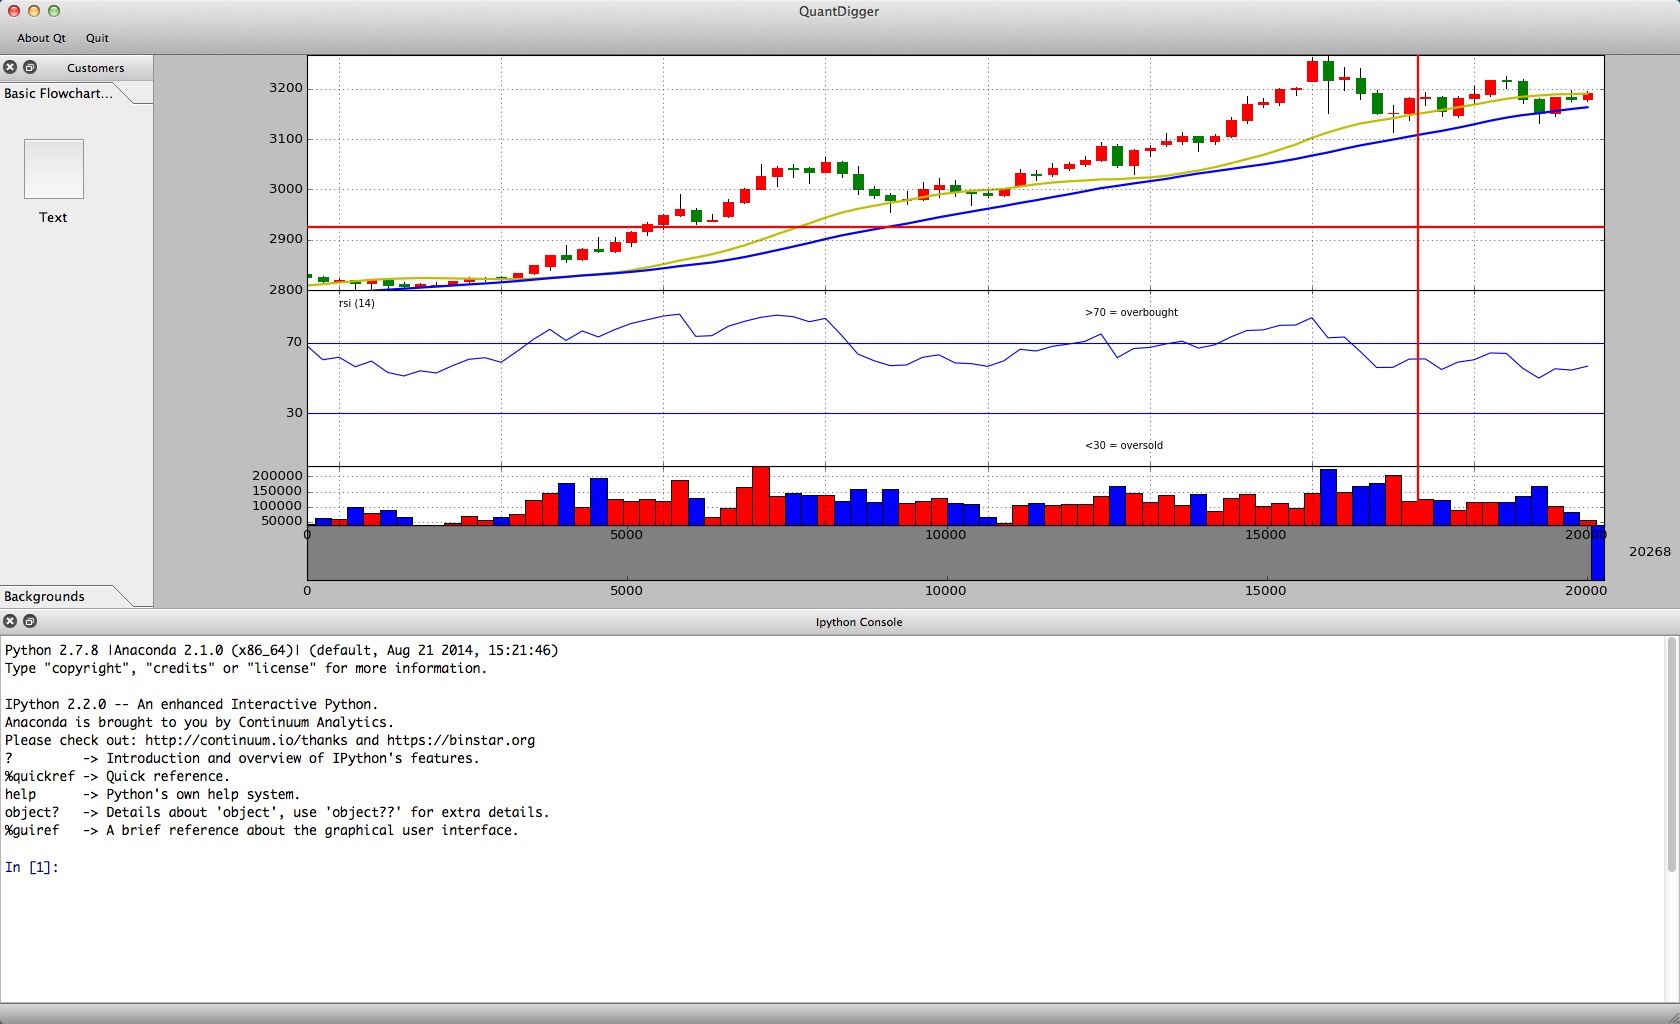 QuantDigger
About Qt Quit
Customers
Basic Flowchart...
Text
Backgrounds
3200
3100
3000
2900
2800
rsi (14)
>70 = overbought
70
30
<30 = oversold
200000
150000
100000
50000
0 5000 10000 15000 20000
20268
0 5000 10000 15000 20000
Ipython Console
Python 2.7.8 |Anaconda 2.1.0 (x86_64)| (default, Aug 21 2014, 15:21:46)
Type "copyright", "credits" or "license" for more information.
IPython 2.2.0 -- An enhanced Interactive Python.
Anaconda is brought to you by Continuum Analytics.
Please check out: http://continuum.io/thanks and https://binstar.org
? -> Introduction and overview of IPython's features.
%quickref -> Quick reference.
help -> Python's own help system.
object? -> Details about 'object', use 'object??' for extra details.
%guiref -> A brief reference about the graphical user interface.
In [1]: